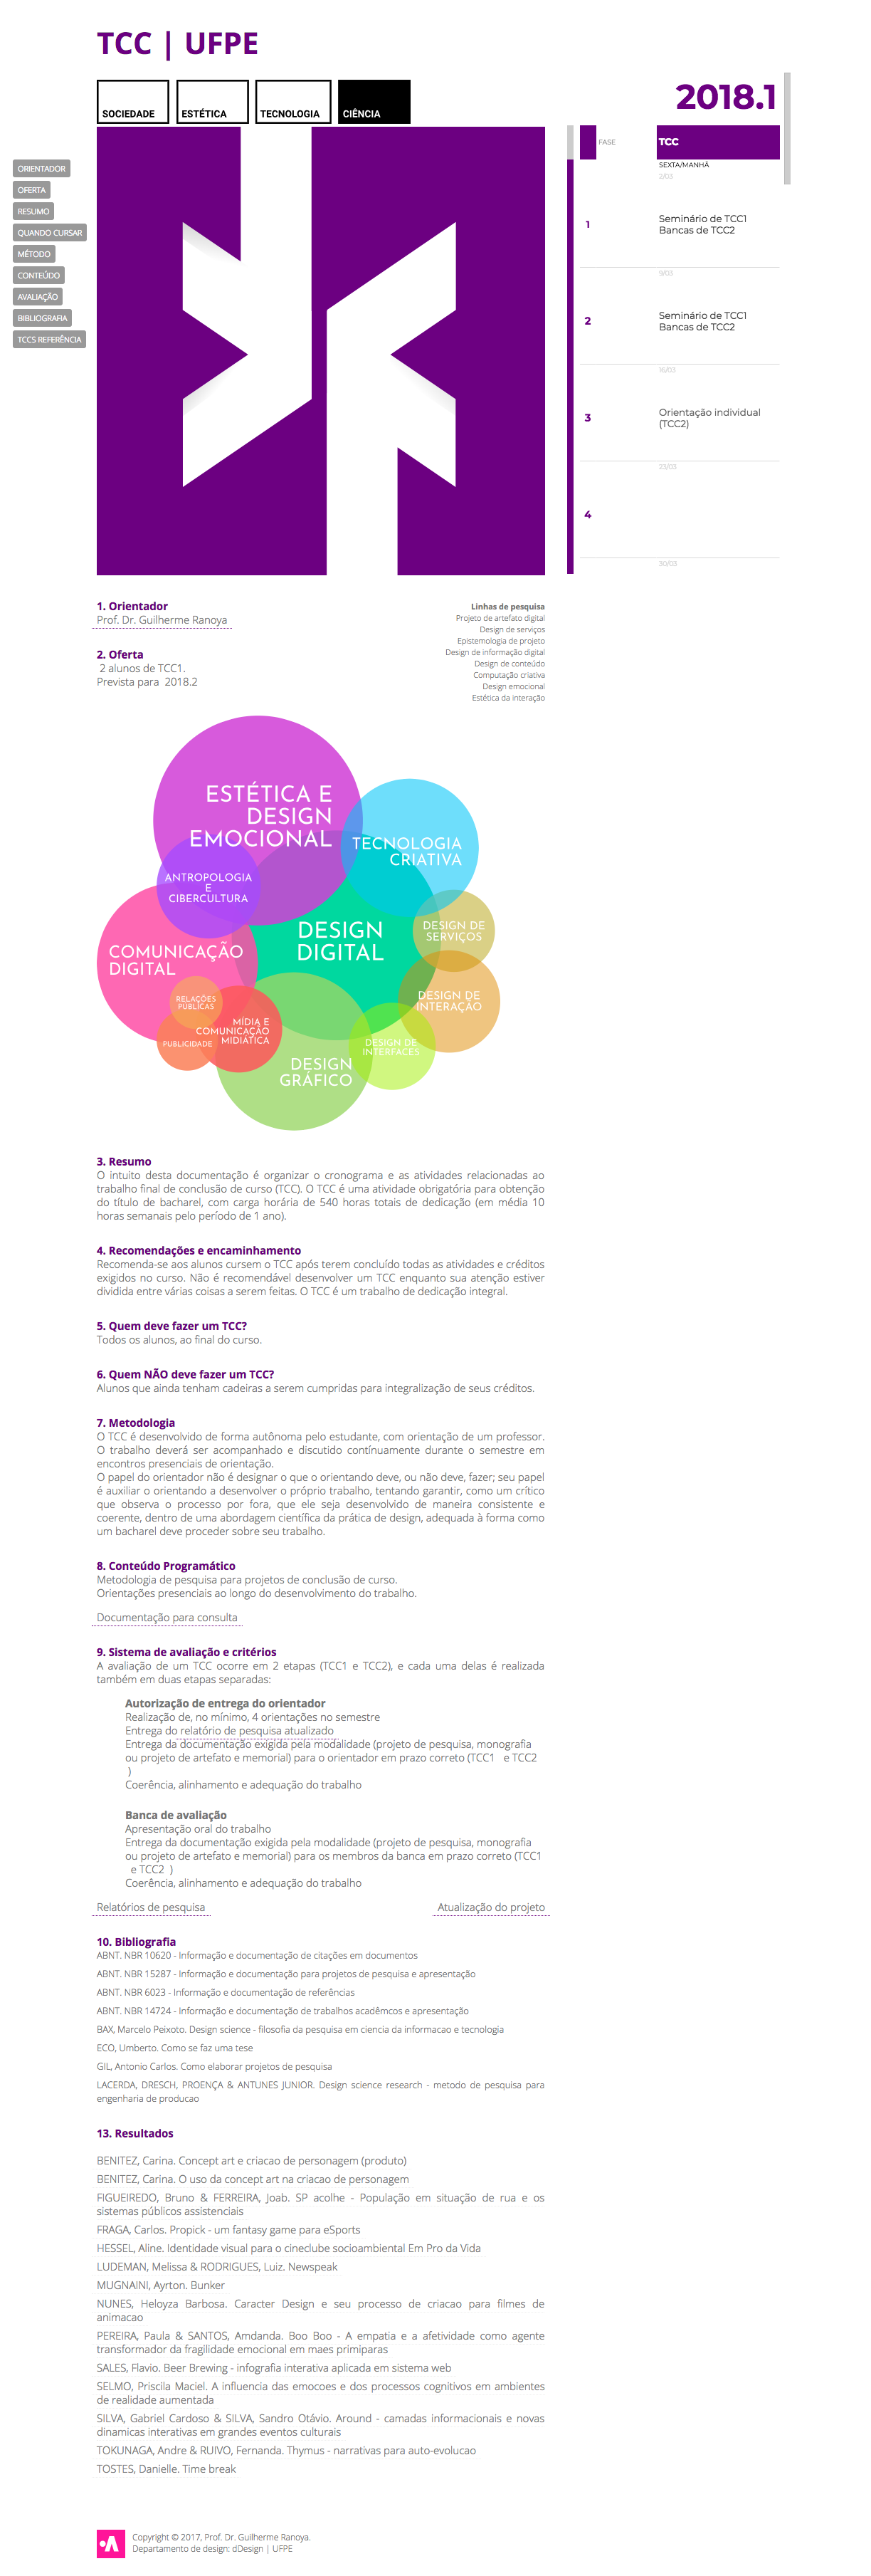 TCC | UFPE
SOCIEDADE
ESTÉTICA
TECNOLOGIA
CIÊNCIA
ORIENTADOR
OFERTA
RESUMO
QUANDO CURSAR
MÉTODO
CONTEÚDO
AVALIAÇÃO
BIBLIOGRAFIA
TCCS REFERÊNCIA
2018.1
FASE
TCC
SEXTA/MANHÃ
2/03
1
Seminário de TCC1
Bancas de TCC2
9/03
2
Seminário de TCC1
Bancas de TCC2
16/03
3
Orientação individual
(TCC2)
23/03
4
30/03
1. Orientador
Prof. Dr. Guilherme Ranoya
2. Oferta
2 alunos de TCC1.
Prevista para 2018.2
Linhas de pesquisa
Projeto de artefato digital
Design de serviços
Epistemologia de projeto
Design de informação digital
Design de conteúdo
Computação criativa
Design emocional
Estética da interação
ESTÉTICA E
DESIGN
EMOCIONAL
TECNOLOGIA
CRIATIVA
ANTROPOLOGIA
E
CIBERCULTURA
DESIGN
DIGITAL
DESIGN DE
SERVIÇOS
COMUNICAÇÃO
DIGITAL
DESIGN DE
INTERAÇÃO
RELAÇÕES
PÚBLICAS
MÍDIA E
COMUNICAÇÃO
MIDIÁTICA
PUBLICIDADE
DESIGN DE
INTERFACES
DESIGN
GRÁFICO
3. Resumo
O intuito desta documentação é organizar o cronograma e as atividades relacionadas ao
trabalho final de conclusão de curso (TCC). O TCC é uma atividade obrigatória para obtenção
do título de bacharel, com carga horária de 540 horas totais de dedicação (em média 10
horas semanais pelo período de 1 ano).
4. Recomendações e encaminhamento
Recomenda-se aos alunos cursem o TCC após terem concluído todas as atividades e créditos
exigidos no curso. Não é recomendável desenvolver um TCC enquanto sua atenção estiver
dividida entre várias coisas a serem feitas. O TCC é um trabalho de dedicação integral.
5. Quem deve fazer um TCC?
Todos os alunos, ao final do curso.
6. Quem NÃO deve fazer um TCC?
Alunos que ainda tenham cadeiras a serem cumpridas para integralização de seus créditos.
7. Metodologia
O TCC é desenvolvido de forma autônoma pelo estudante, com orientação de um professor.
O trabalho deverá ser acompanhado e discutido contínuamente durante o semestre em
encontros presenciais de orientação.
O papel do orientador não é designar o que o orientando deve, ou não deve, fazer; seu papel
é auxiliar o orientando a desenvolver o próprio trabalho, tentando garantir, como um crítico
que observa o processo por fora, que ele seja desenvolvido de maneira consistente e
coerente, dentro de uma abordagem científica da prática de design, adequada à forma como
um bacharel deve proceder sobre seu trabalho.
8. Conteúdo Programático
Metodologia de pesquisa para projetos de conclusão de curso.
Orientações presenciais ao longo do desenvolvimento do trabalho.
Documentação para consulta
9. Sistema de avaliação e critérios
A avaliação de um TCC ocorre em 2 etapas (TCC1 e TCC2), e cada uma delas é realizada
também em duas etapas separadas:
Autorização de entrega do orientador
Realização de, no mínimo, 4 orientações no semestre
Entrega do relatório de pesquisa atualizado
Entrega da documentação exigida pela modalidade (projeto de pesquisa, monografia
ou projeto de artefato e memorial) para o orientador em prazo correto (TCC1 e TCC2
)
Coerência, alinhamento e adequação do trabalho
Banca de avaliação
Apresentação oral do trabalho
Entrega da documentação exigida pela modalidade (projeto de pesquisa, monografia
ou projeto de artefato e memorial) para os membros da banca em prazo correto (TCC1
e TCC2 )
Coerência, alinhamento e adequação do trabalho
Relatórios de pesquisa
Atualização do projeto
10. Bibliografia
ABNT. NBR 10620 - Informação e documentação de citações em documentos
ABNT. NBR 15287 - Informação e documentação para projetos de pesquisa e apresentação
ABNT. NBR 6023 - Informação e documentação de referências
ABNT. NBR 14724 - Informação e documentação de trabalhos acadêmcos e apresentação
BAX, Marcelo Peixoto. Design science - filosofia da pesquisa em ciencia da informacao e tecnologia
ECO, Umberto. Como se faz uma tese
GIL, Antonio Carlos. Como elaborar projetos de pesquisa
LACERDA, DRESCH, PROENÇA & ANTUNES JUNIOR. Design science research - metodo de pesquisa para
engenharia de producao
13. Resultados
BENITEZ, Carina. Concept art e criacao de personagem (produto)
BENITEZ, Carina. O uso da concept art na criacao de personagem
FIGUEIREDO, Bruno & FERREIRA, Joab. SP acolhe - População em situação de rua e os
sistemas públicos assistenciais
FRAGA, Carlos. Propick - um fantasy game para eSports
HESSEL, Aline. Identidade visual para o cineclube socioambiental Em Pro da Vida
LUDEMAN, Melissa & RODRIGUES, Luiz. Newspeak
MUGNAINI, Ayrton. Bunker
NUNES, Heloyza Barbosa. Caracter Design e seu processo de criacao para filmes de
animacao
PEREIRA, Paula & SANTOS, Amdanda. Boo Boo - A empatia e a afetividade como agente
transformador da fragilidade emocional em maes primiparas
SALES, Flavio. Beer Brewing - infografia interativa aplicada em sistema web
SELMO, Priscila Maciel. A influencia das emocoes e dos processos cognitivos em ambientes
de realidade aumentada
SILVA, Gabriel Cardoso & SILVA, Sandro Otávio. Around - camadas informacionais e novas
dinamicas interativas em grandes eventos culturais
TOKUNAGA, Andre & RUIVO, Fernanda. Thymus - narrativas para auto-evolucao
TOSTES, Danielle. Time break
Copyright © 2017, Prof. Dr. Guilherme Ranoya.
Departamento de design: dDesign | UFPE